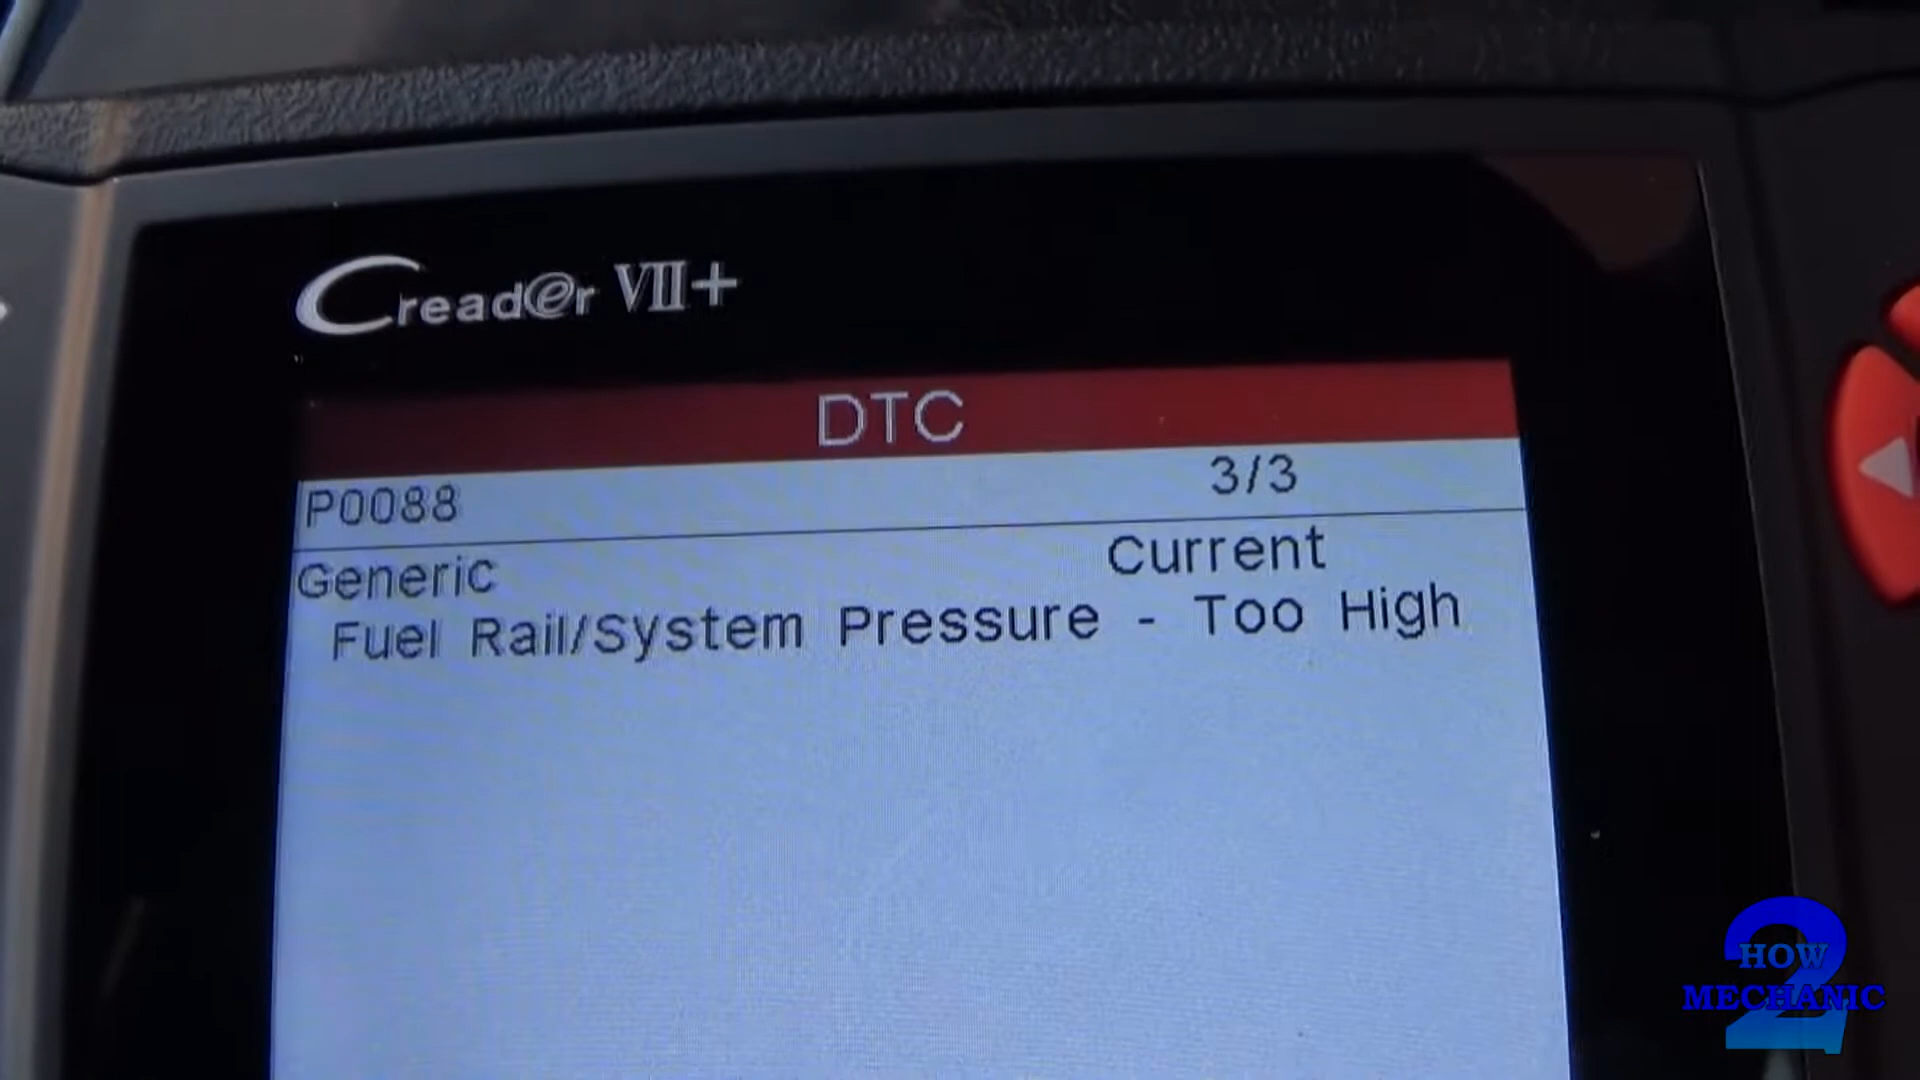 Cread@r VII+
DTC
P0088 3/3
Generic Current
Fuel Rail/System Pressure - Too High
2
HOW
MECHANIC